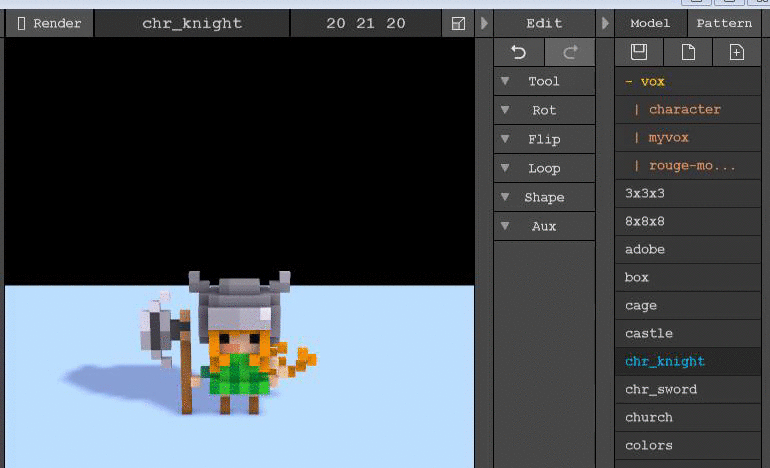 Render
chr_knight
20 21 20
Edit
Model
Pattern
Tool
Rot
Flip
Loop
Shape
Aux
- vox
| character
| myvox
| rouge-mo...
3x3x3
8x8x8
adobe
box
cage
castle
chr_knight
chr_sword
church
colors